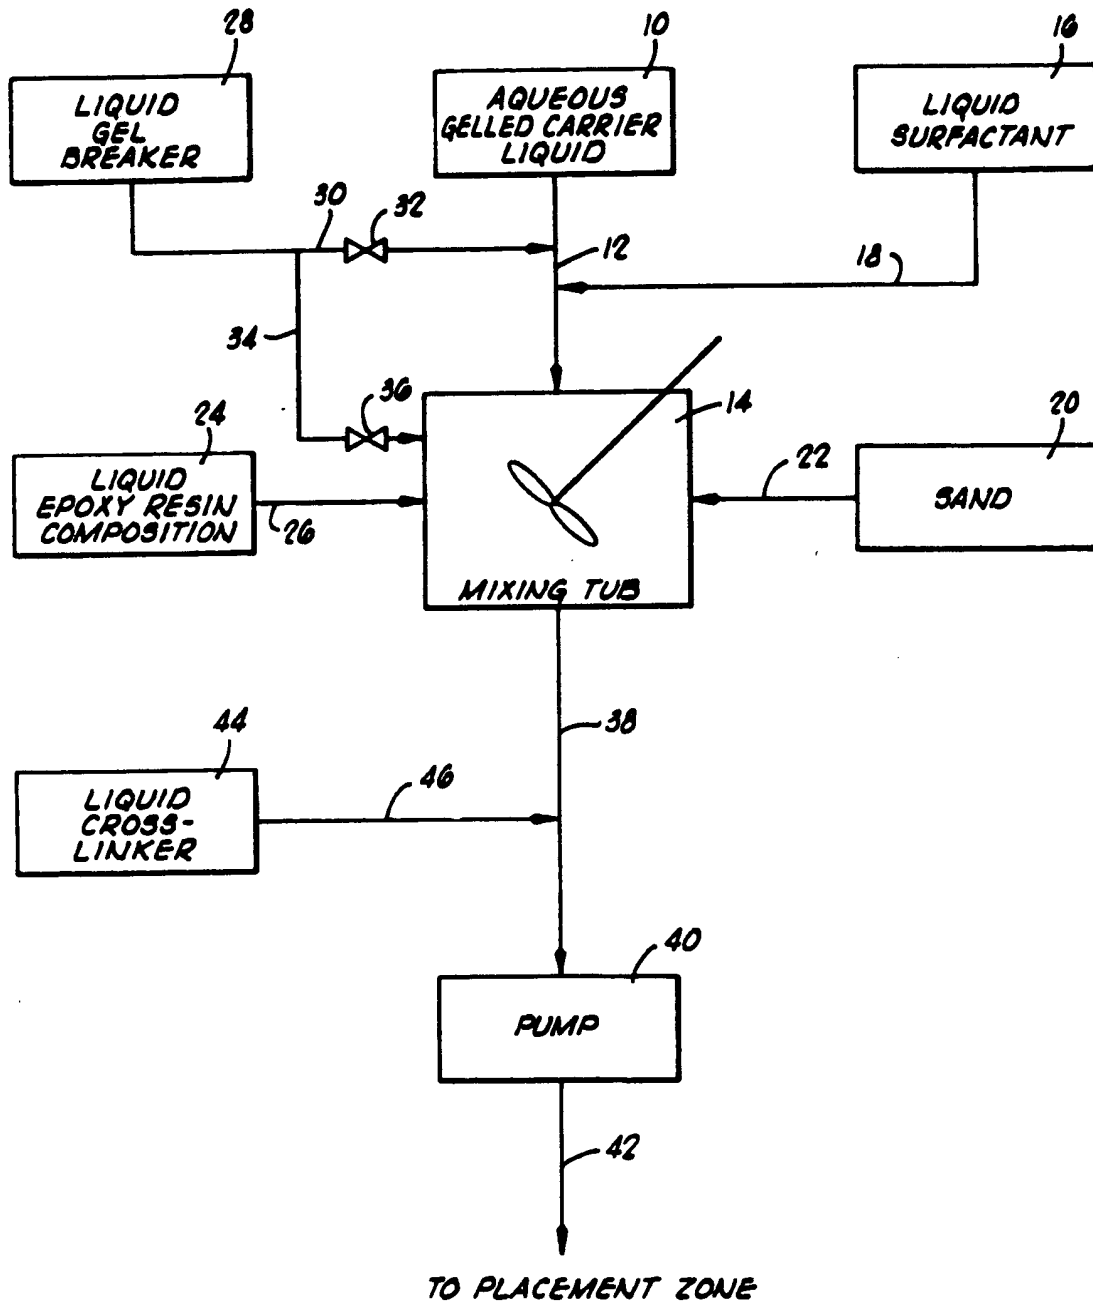 28
10
16
LIQUID
GEL
BREAKER
AQUEOUS
GELLED CARRIER
LIQUID
LIQUID
SURFACTANT
30
32
12
18
34
36
14
24
20
LIQUID
EPOXY RESIN
COMPOSITION
26
22
SAND
MIXING TUB
38
44
46
LIQUID
CROSS-
LINKER
40
PUMP
42
TO PLACEMENT ZONE